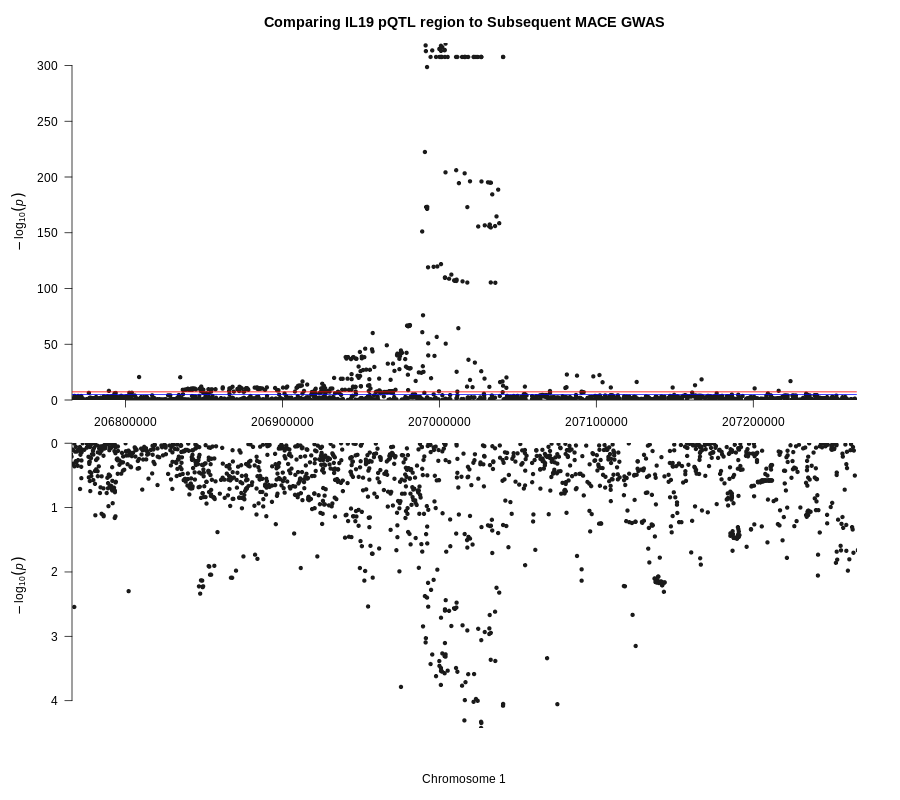 Comparing IL19 pQTL region to Subsequent MACE GWAS
300
250
200
150
100
50
0
− log10(p)
206800000 206900000 207000000 207100000 207200000
0
1
2
3
4
− log10(p)
Chromosome 1